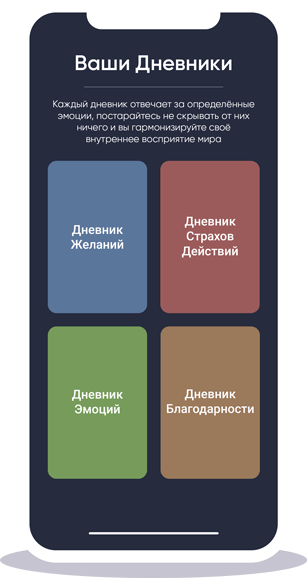 Ваши Дневники
Каждый дневник отвечает за определённые
эмоции, постарайтесь не скрывать от них
ничего и вы гармонизируйте своё
внутреннее восприятие мира
Дневник
Желаний
Дневник
Страхов
Действий
Дневник
Эмоций
Дневник
Благодарности